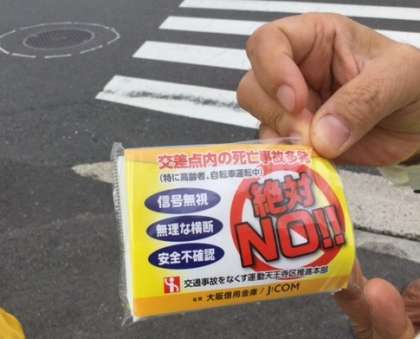 交差点内の死亡事故多発
(特に高齢者、自転車運転中)
信号無視
無理な横断
安全不確認
絶対
NO!!
交通事故をなくす運動天王寺区推進本部
協賛 大阪信用金庫 / J:COM